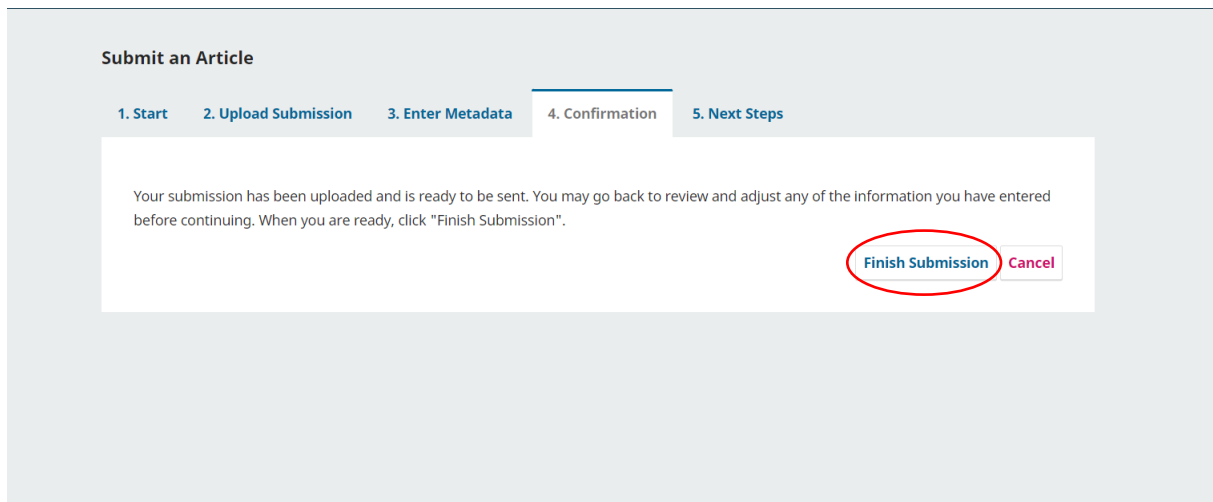 Submit an Article
1. Start 2. Upload Submission 3. Enter Metadata 4. Confirmation 5. Next Steps
Your submission has been uploaded and is ready to be sent. You may go back to review and adjust any of the information you have entered
before continuing. When you are ready, click "Finish Submission".
Finish Submission Cancel